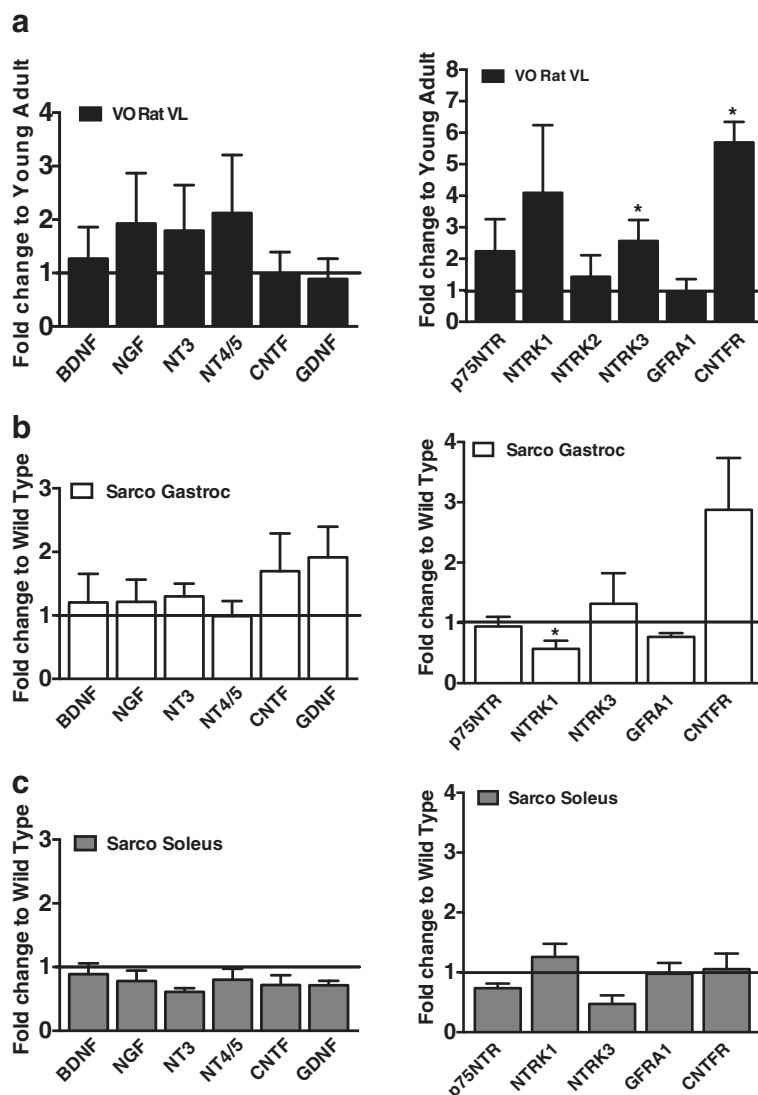 a
Fold change to Young Adult
4
3
2
1
0
VO Rat VL
BDNF
NGF
NT3
NT4/5
CNTF
GDNF
Fold change to Young Adult
8
7
6
5
4
3
2
1
0
VO Rat VL
*
*
p75NTR
NTRK1
NTRK2
NTRK3
GFRA1
CNTFR
b
Fold change to Wild Type
3
2
1
0
Sarco Gastroc
BDNF
NGF
NT3
NT4/5
CNTF
GDNF
Fold change to Wild Type
4
3
2
1
0
Sarco Gastroc
*
p75NTR
NTRK1
NTRK3
GFRA1
CNTFR
c
Fold change to Wild Type
3
2
1
0
Sarco Soleus
BDNF
NGF
NT3
NT4/5
CNTF
GDNF
Fold change to Wild Type
4
3
2
1
0
Sarco Soleus
p75NTR
NTRK1
NTRK3
GFRA1
CNTFR